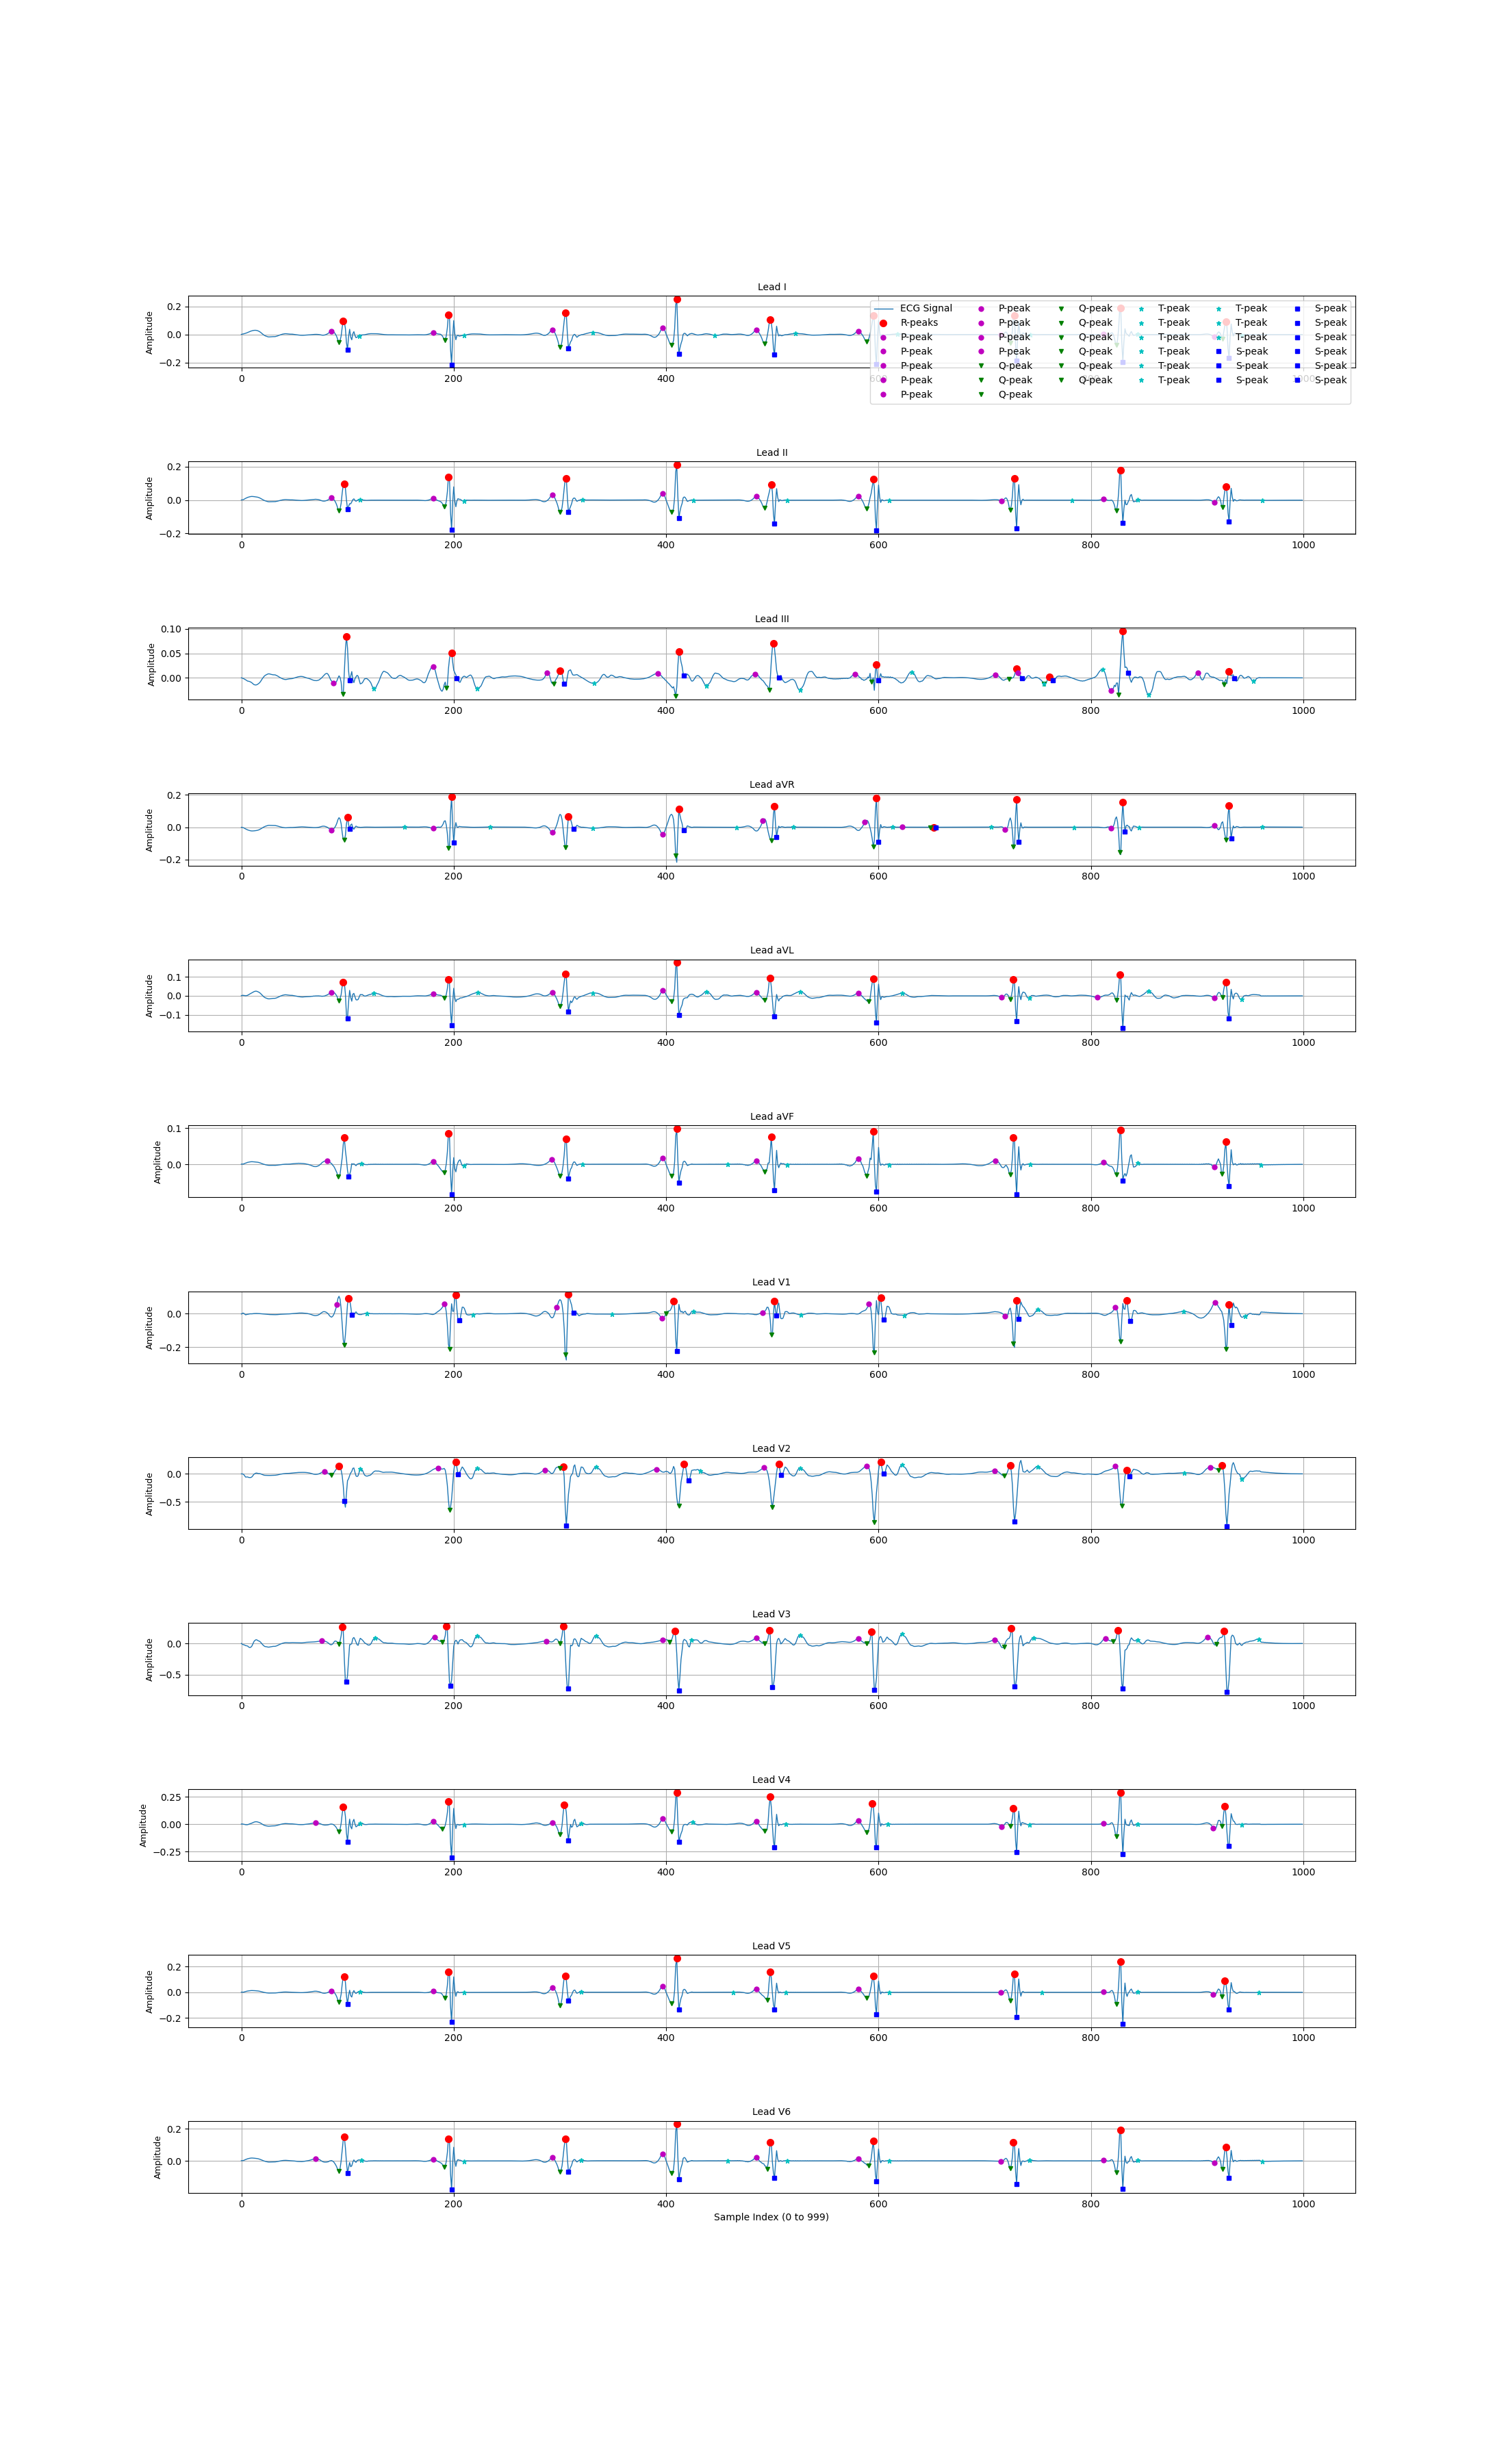 Lead I
Amplitude
0.2
0.0
−0.2
ECG Signal P-peak Q-peak T-peak T-peak S-peak
R-peaks P-peak Q-peak T-peak T-peak S-peak
P-peak P-peak Q-peak T-peak T-peak S-peak
P-peak P-peak Q-peak T-peak S-peak S-peak
P-peak Q-peak Q-peak T-peak S-peak S-peak
P-peak Q-peak Q-peak T-peak S-peak S-peak
P-peak Q-peak
0 200 400 600 800 1000
Lead II
Amplitude
0.2
0.0
−0.2
0 200 400 600 800 1000
Lead III
Amplitude
0.10
0.05
0.00
0 200 400 600 800 1000
Lead aVR
Amplitude
0.2
0.0
−0.2
0 200 400 600 800 1000
Lead aVL
Amplitude
0.1
0.0
−0.1
0 200 400 600 800 1000
Lead aVF
Amplitude
0.1
0.0
0 200 400 600 800 1000
Lead V1
Amplitude
0.0
−0.2
0 200 400 600 800 1000
Lead V2
Amplitude
0.0
−0.5
0 200 400 600 800 1000
Lead V3
Amplitude
0.0
−0.5
0 200 400 600 800 1000
Lead V4
Amplitude
0.25
0.00
−0.25
0 200 400 600 800 1000
Lead V5
Amplitude
0.2
0.0
−0.2
0 200 400 600 800 1000
Lead V6
Amplitude
0.2
0.0
0 200 400 600 800 1000
Sample Index (0 to 999)